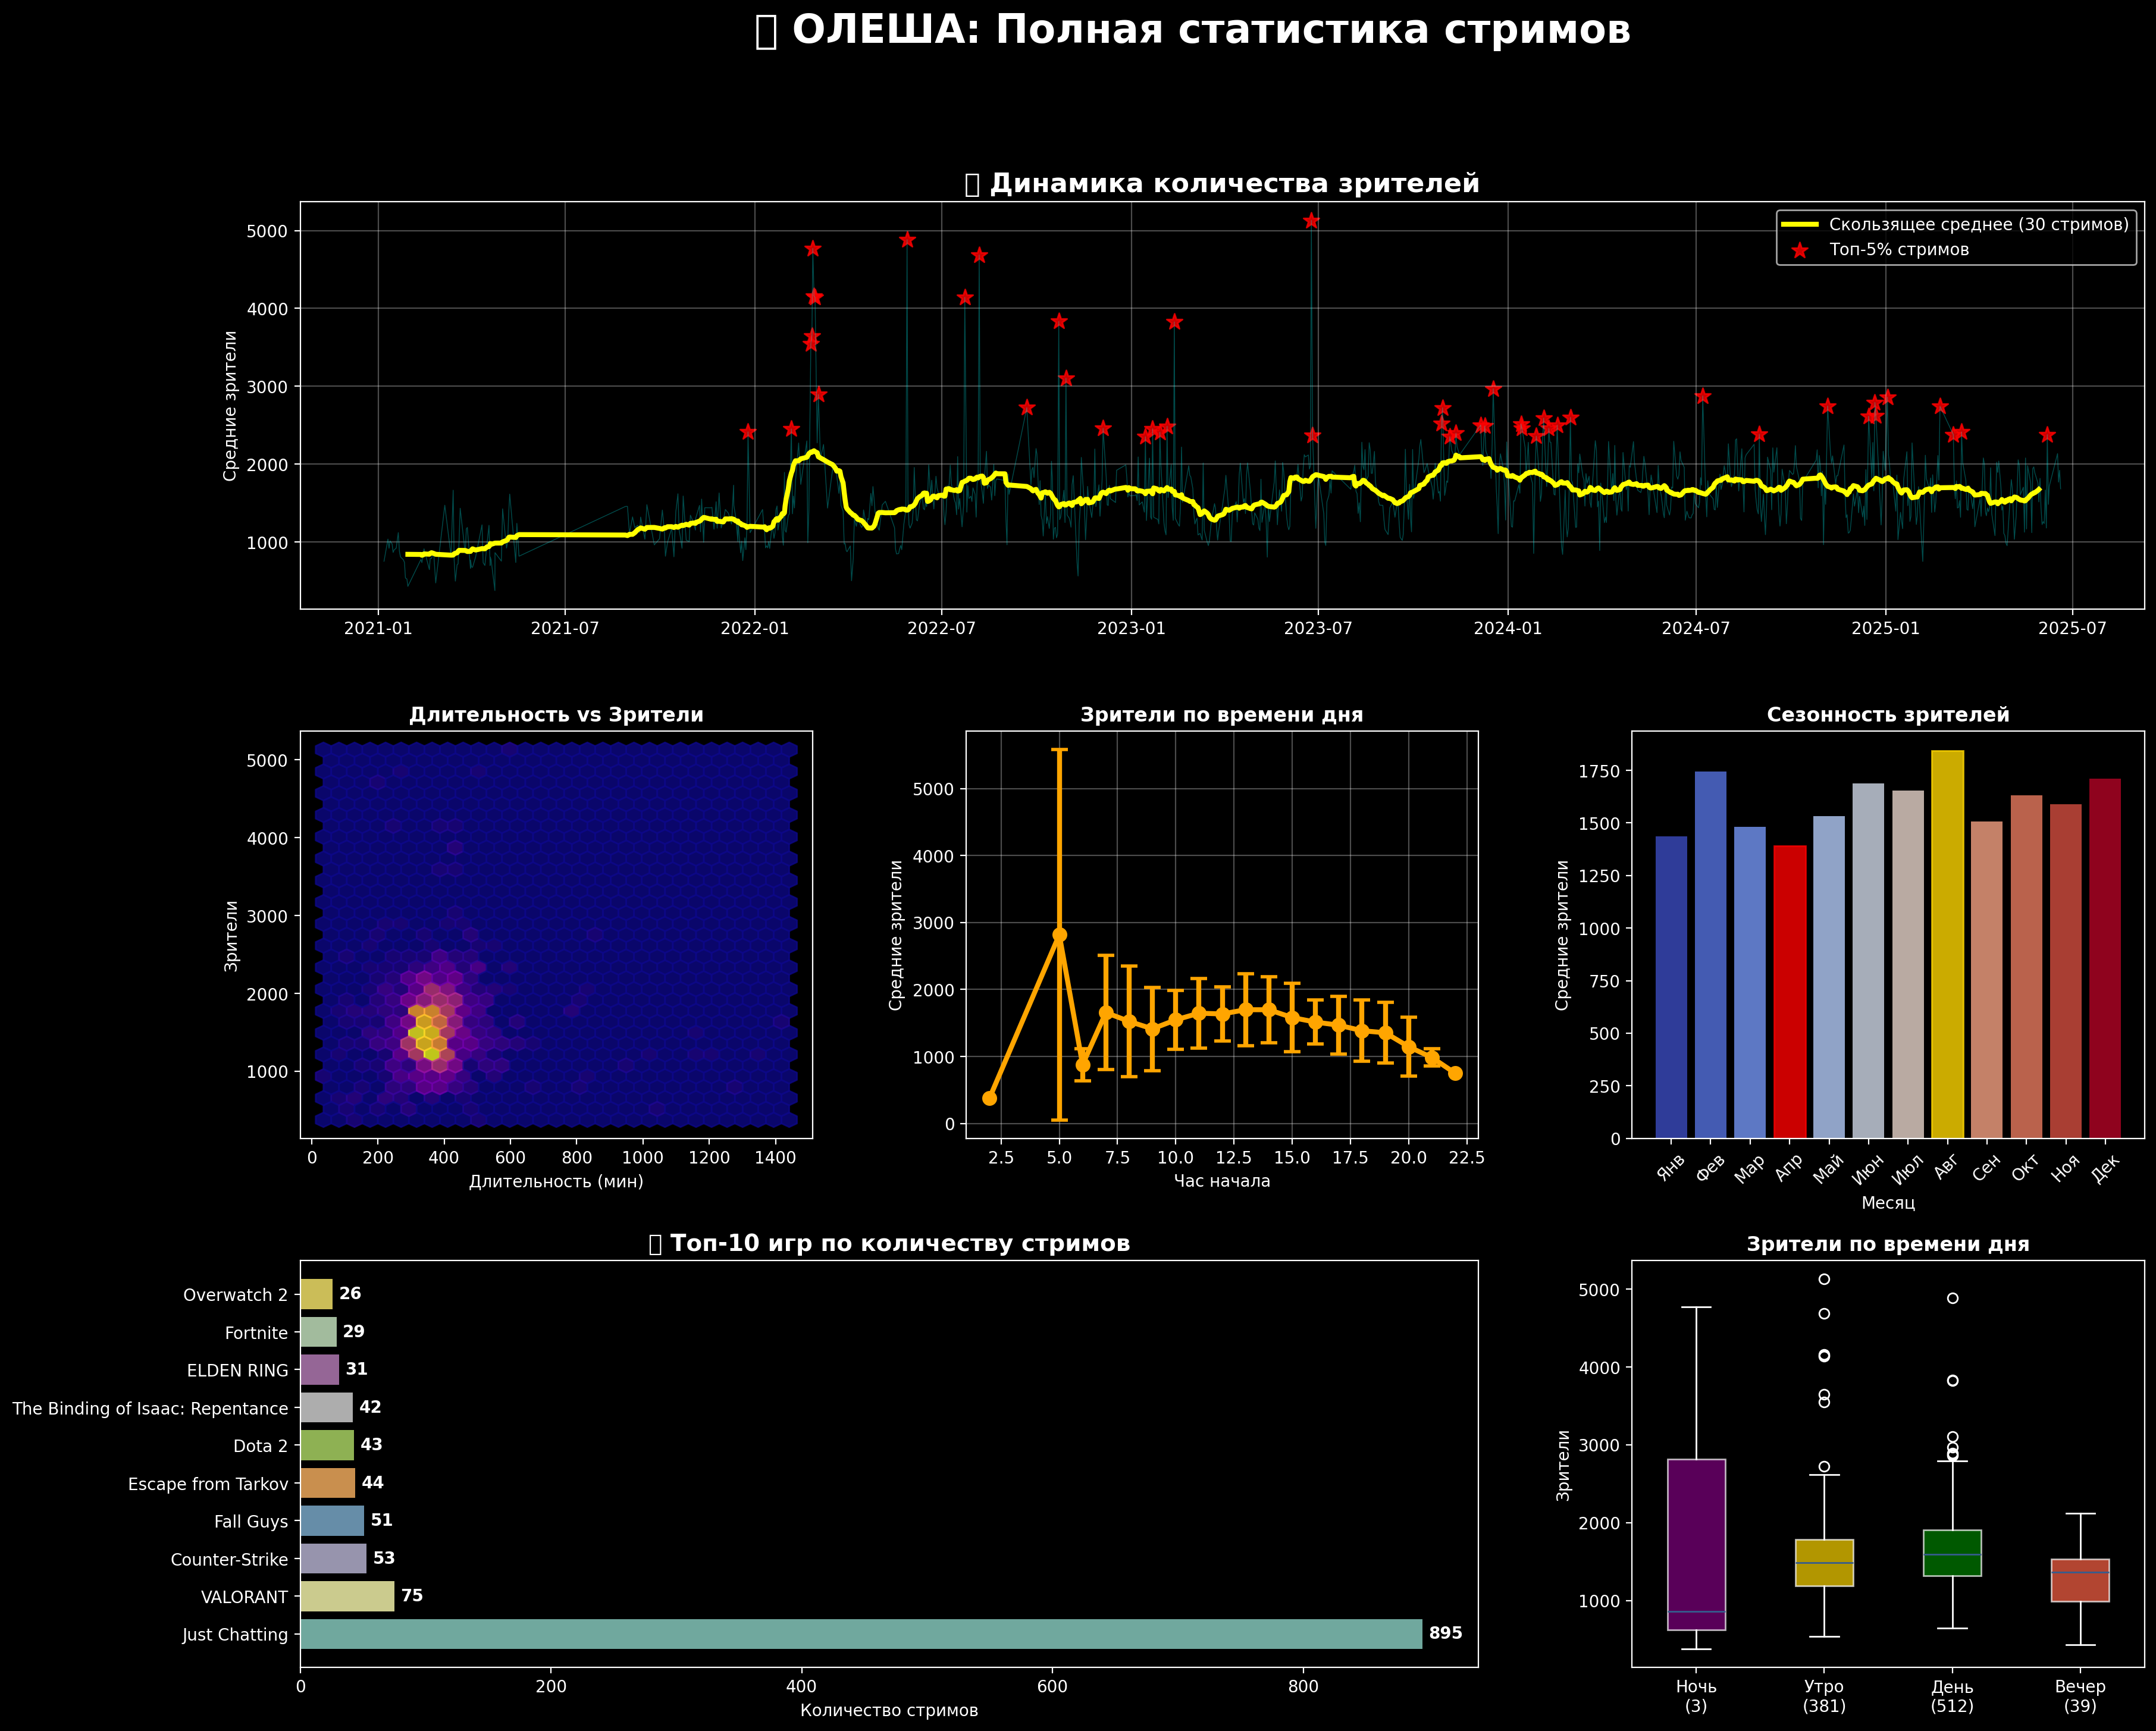 ОЛЕША: Полная статистика стримов
Динамика количества зрителей
Средние зрители
5000
4000
3000
2000
1000
Скользящее среднее (30 стримов)
Топ-5% стримов
2021-01 2021-07 2022-01 2022-07 2023-01 2023-07 2024-01 2024-07 2025-01 2025-07
Длительность vs Зрители
Зрители
5000
4000
3000
2000
1000
0 200 400 600 800 1000 1200 1400
Длительность (мин)
Зрители по времени дня
Средние зрители
5000
4000
3000
2000
1000
0
2.5 5.0 7.5 10.0 12.5 15.0 17.5 20.0 22.5
Час начала
Сезонность зрителей
Средние зрители
1750
1500
1250
1000
750
500
250
0
Янв Фев Мар Апр Май Июн Июл Авг Сен Окт Ноя Дек
Месяц
Топ-10 игр по количеству стримов
Overwatch 2 26
Fortnite 29
ELDEN RING 31
The Binding of Isaac: Repentance 42
Dota 2 43
Escape from Tarkov 44
Fall Guys 51
Counter-Strike 53
VALORANT 75
Just Chatting 895
0 200 400 600 800
Количество стримов
Зрители по времени дня
Зрители
5000
4000
3000
2000
1000
Ночь Утро День Вечер
(3) (381) (512) (39)